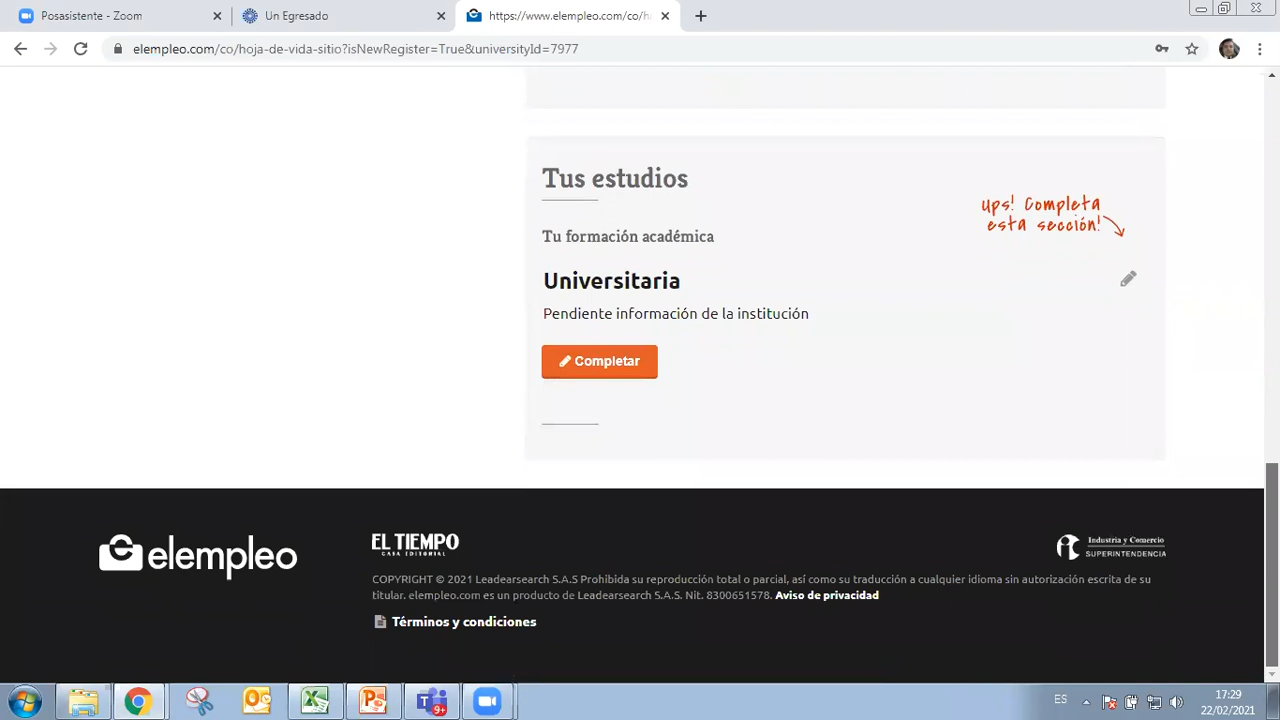 Posasistente - Zoom
Un Egresado
https://www.elempleo.com/co/ho
elempleo.com/co/hoja-de-vida-sitio?isNewRegister=True&universityId=7977
Tus estudios
Ups! Completa
esta sección!
Tu formación académica
Universitaria
Pendiente información de la institución
Completar
elempleo
EL TIEMPO
CASA EDITORIAL
Industria y Comercio
SUPERINTENDENCIA
COPYRIGHT © 2021 Leadearsearch S.A.S Prohibida su reproducción total o parcial, así como su traducción a cualquier idioma sin autorización escrita de su
titular. elempleo.com es un producto de Leadearsearch S.A.S. Nit. 8300651578. Aviso de privacidad
Términos y condiciones
9+
ES
17:29
22/02/2021